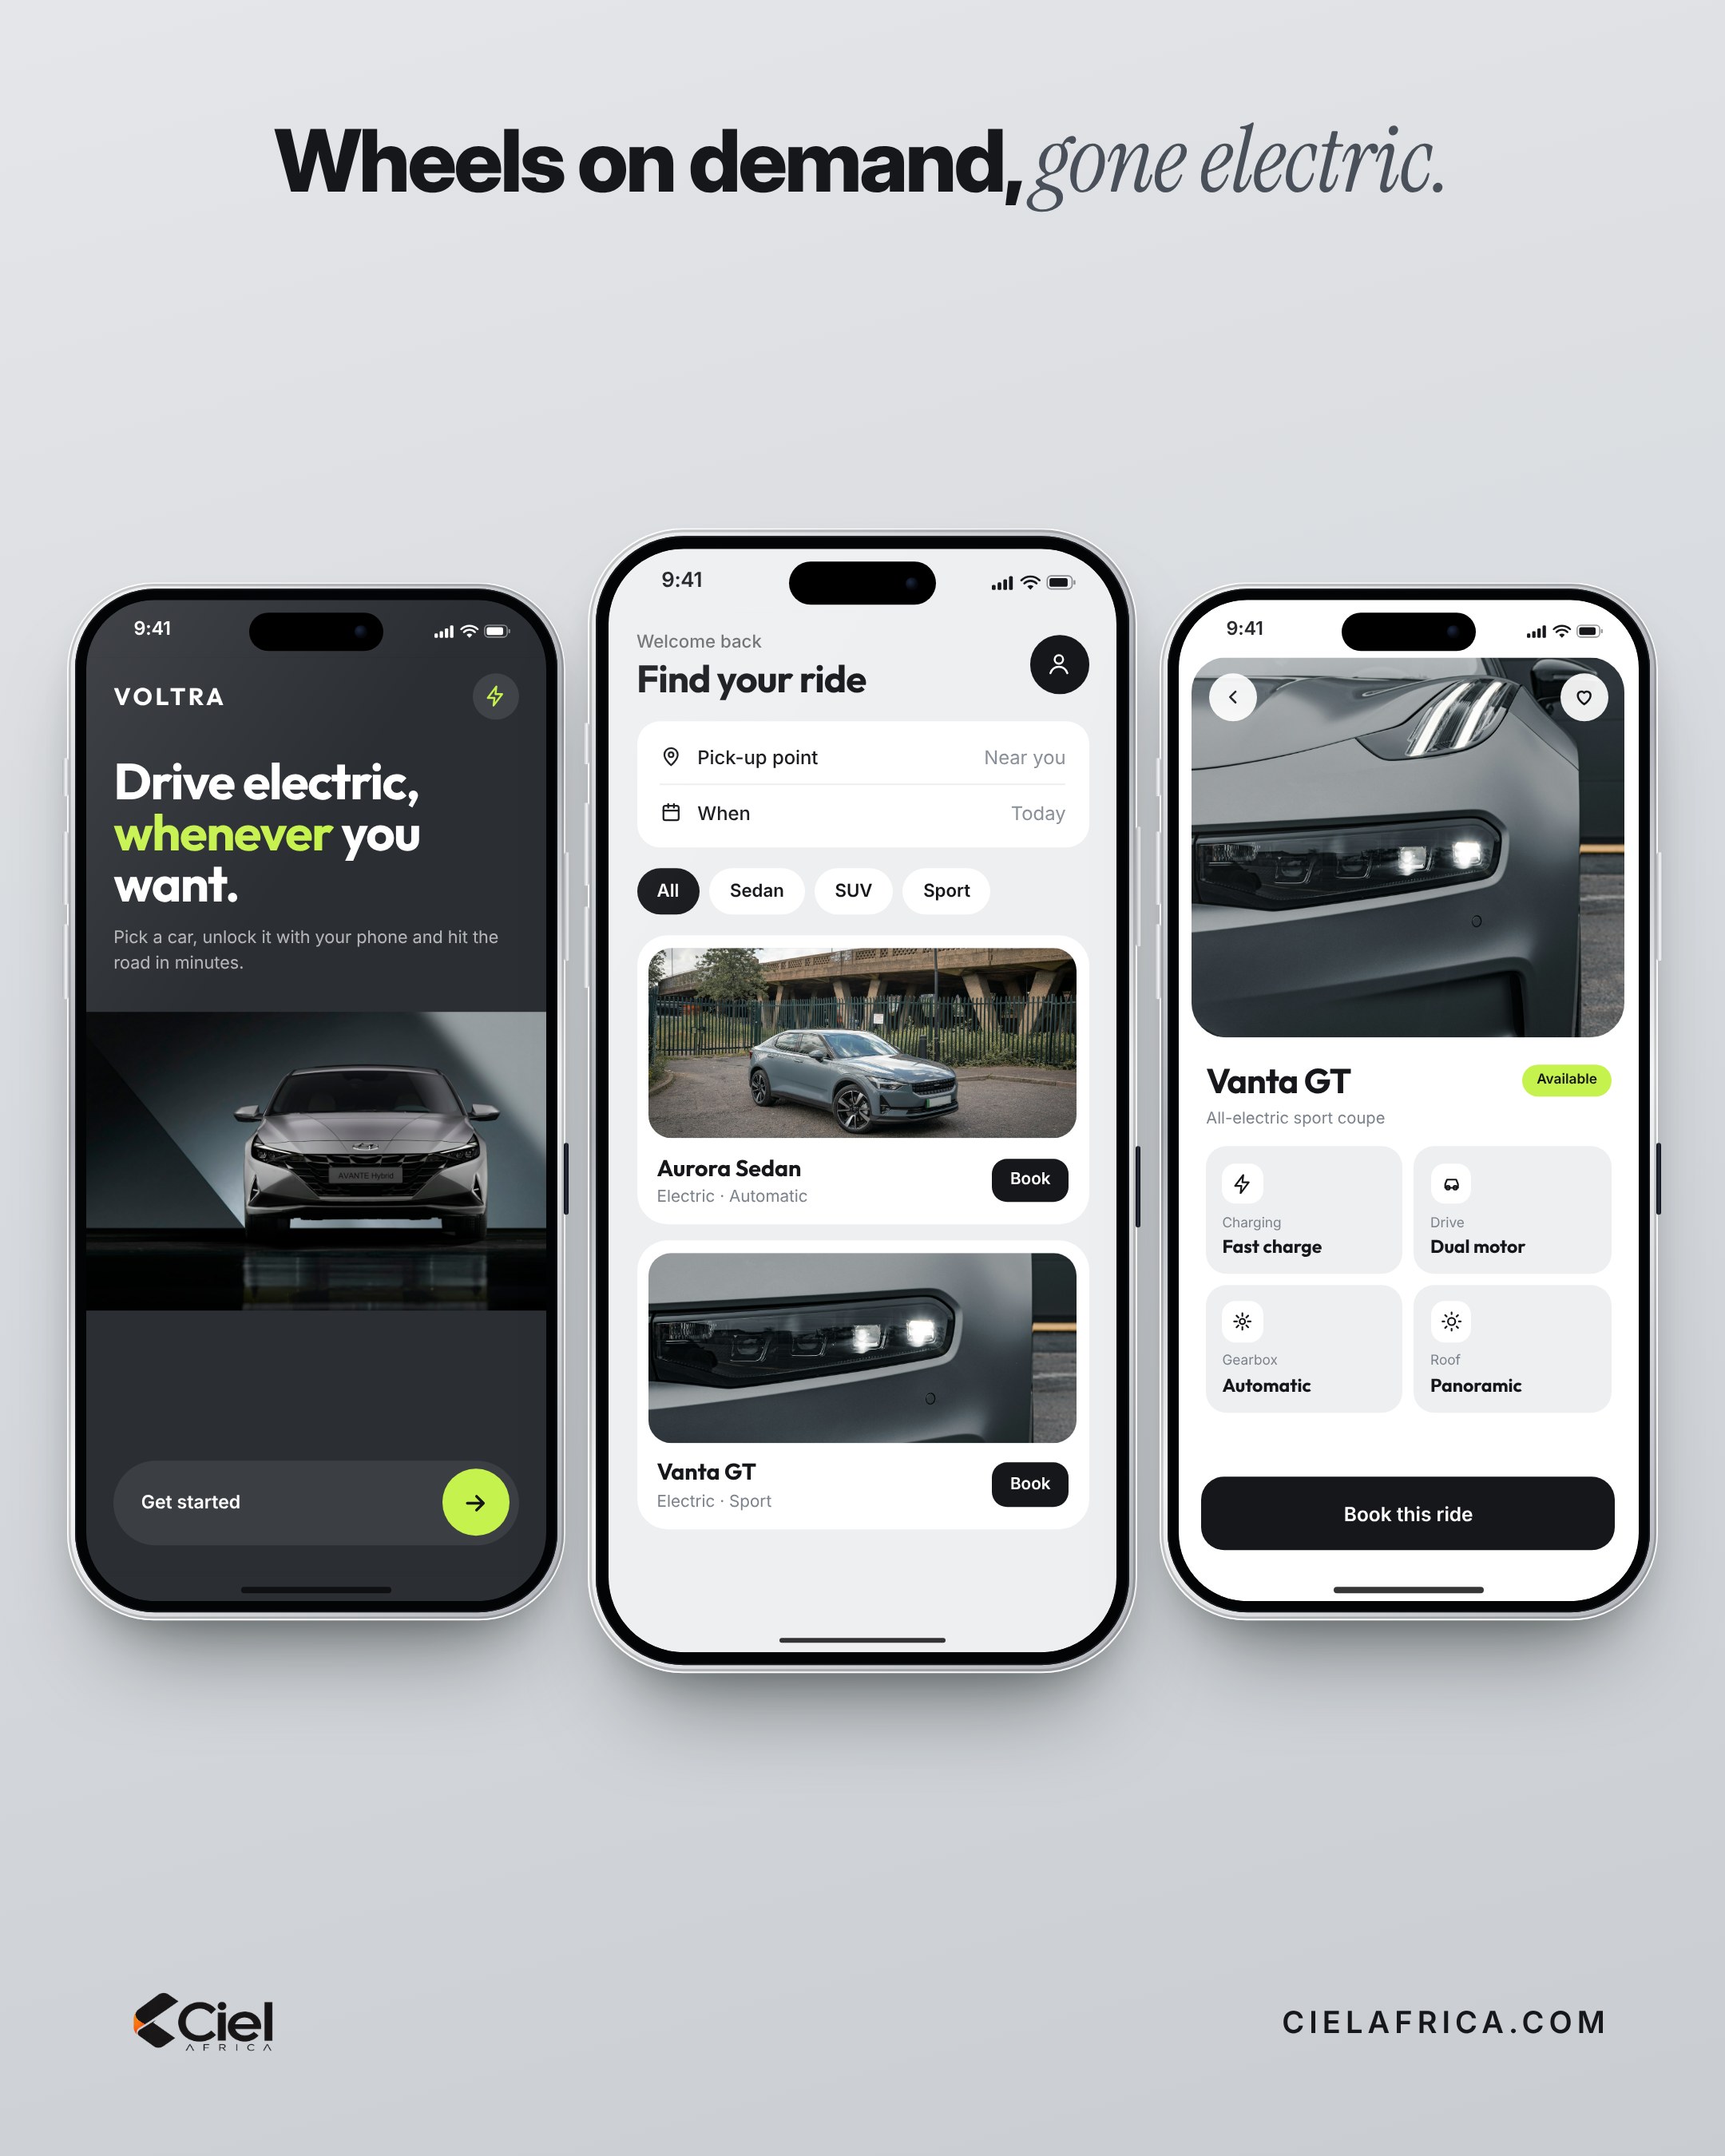 Wheels on demand, gone electric.
9:41
VOLTRA
Drive electric,
whenever you
want.
Pick a car, unlock it with your phone and hit the
road in minutes.
AVANTE Hybrid
Get started
9:41
Welcome back
Find your ride
Pick-up point Near you
When Today
All Sedan SUV Sport
Aurora Sedan
Electric · Automatic
Book
Vanta GT
Electric · Sport
Book
9:41
Vanta GT
Available
All-electric sport coupe
Charging
Fast charge
Drive
Dual motor
Gearbox
Automatic
Roof
Panoramic
Book this ride
Ciel
AFRICA
CIELAFRICA.COM